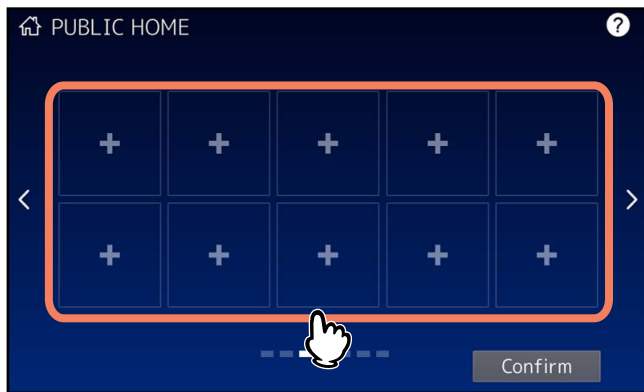 PUBLIC HOME
?
+ + + + +
+ + + + +
Confirm